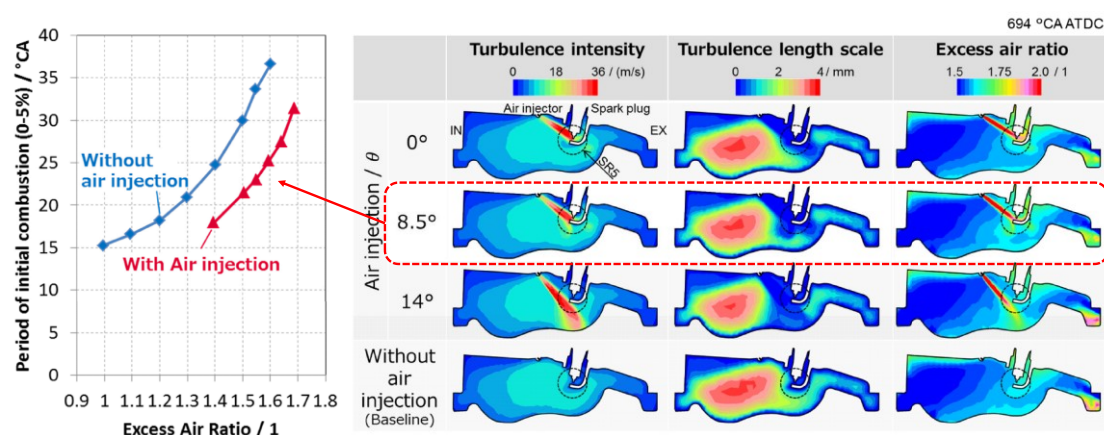 694 °CA ATDC
Period of initial combustion (0-5%) / °CA
40
35
30
25
20
15
10
5
0
Without
air injection
With Air injection
0.9 1 1.1 1.2 1.3 1.4 1.5 1.6 1.7 1.8
Excess Air Ratio / 1
Turbulence intensity
0 36 / (m/s)
Turbulence length scale
0 2 4 / mm
Excess air ratio
1.5 1.75 2.0 / 1
Air injection / θ
0°
Air injector
Spark plug
IN
EX
SR5
8.5°
14°
Without
air
injection
(Baseline)